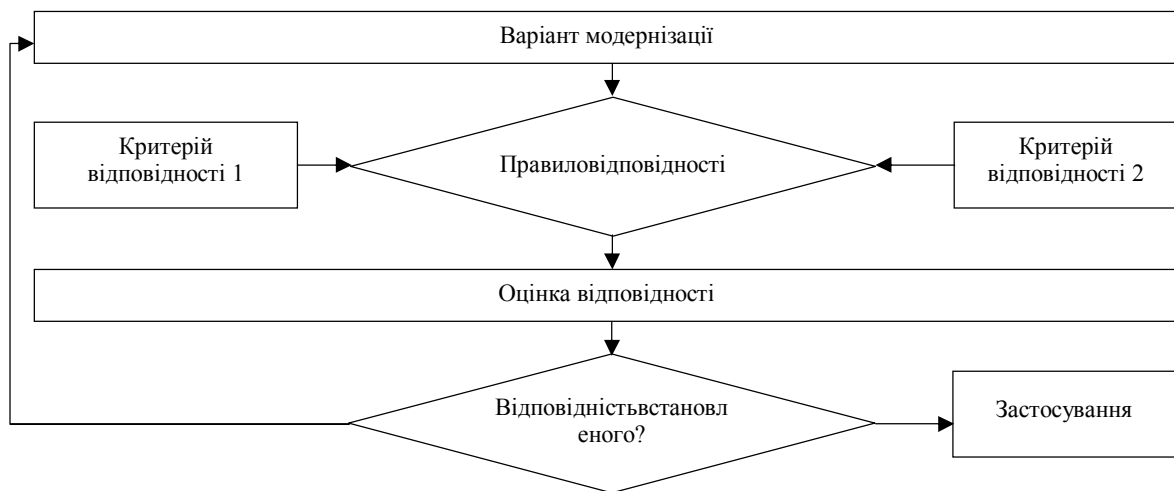 Варіант модернізації
Критерій
відповідності 1
Правиловідповідності
Критерій
відповідності 2
Оцінка відповідності
Відповідністьвстановл
еного?
Застосування